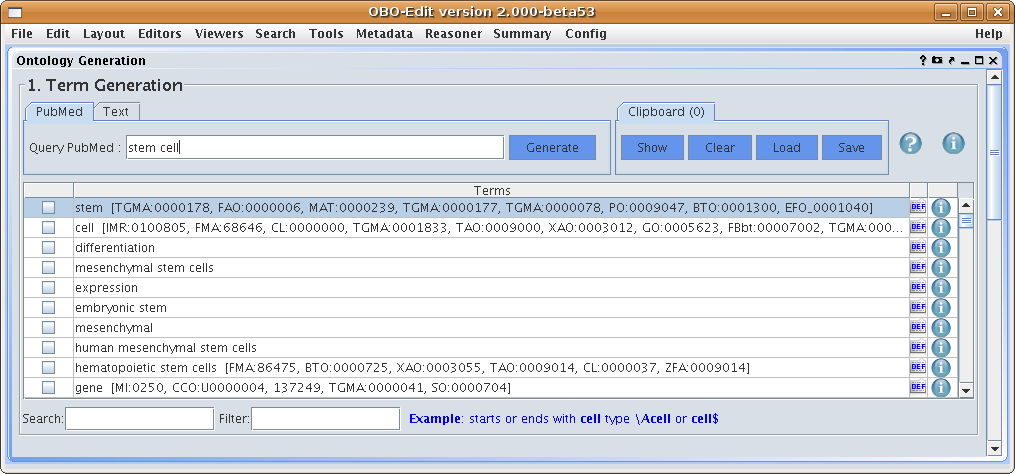 OBO-Edit version 2.000-beta53
File Edit Layout Editors Viewers Search Tools Metadata Reasoner Summary Config Help
Ontology Generation
1. Term Generation
PubMed Text Clipboard (0)
Query PubMed : stem cell Generate Show Clear Load Save
Terms
stem [TGMA:0000178, FAO:0000006, MAT:0000239, TGMA:0000177, TGMA:0000078, PO:0009047, BTO:0001300, EFO_0001040] DEF
cell [IMR:0100805, FMA:68646, CL:0000000, TGMA:0001833, TAO:0009000, XAO:0003012, GO:0005623, FBbt:00007002, TGMA:000... DEF
differentiation DEF
mesenchymal stem cells DEF
expression DEF
embryonic stem DEF
mesenchymal DEF
human mesenchymal stem cells DEF
hematopoietic stem cells [FMA:86475, BTO:0000725, XAO:0003055, TAO:0009014, CL:0000037, ZFA:0009014] DEF
gene [MI:0250, CCO:U0000004, 137249, TGMA:0000041, SO:0000704] DEF
Search: Filter: Example: starts or ends with cell type \Acell or cell$